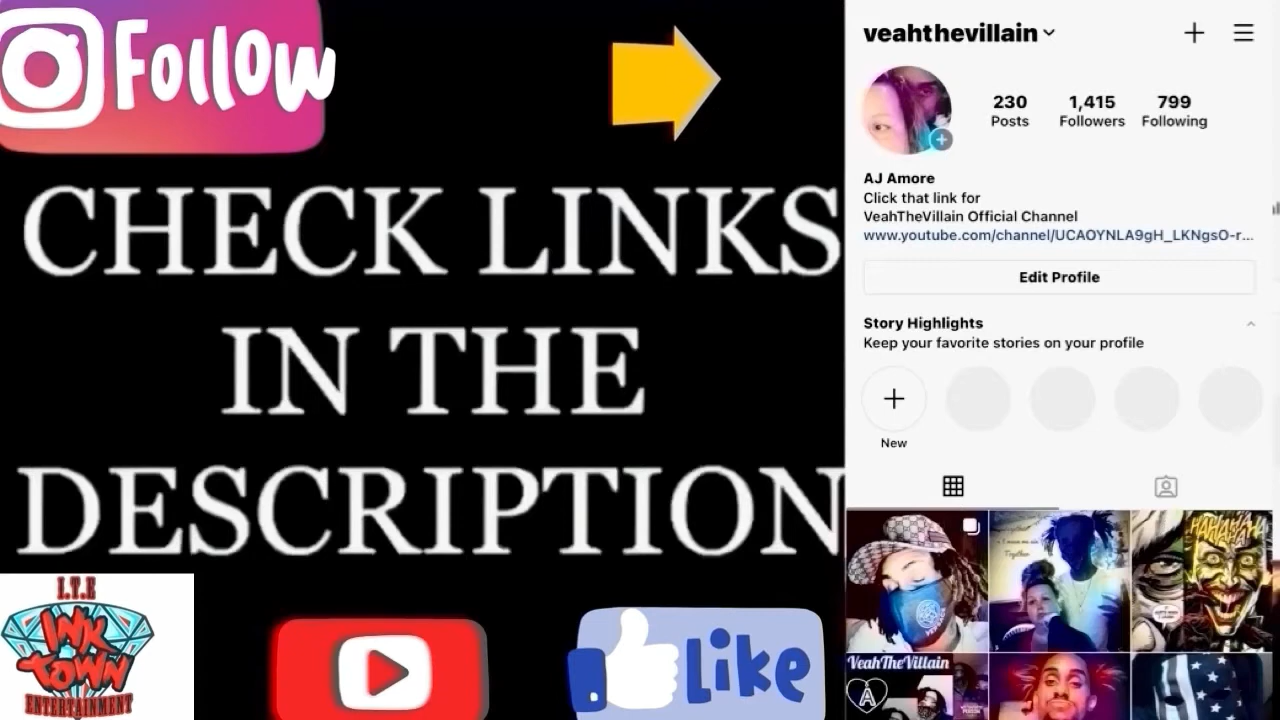 Follow
CHECK LINKS
IN THE
DESCRIPTION
I.T.E
INK
TOWN
ENTERTAINMENT
Like
veahthevillain
230
Posts
1,415
Followers
799
Following
AJ Amore
Click that link for
VeahTheVillain Official Channel
www.youtube.com/channel/UCAOYNLA9gH_LKNgsO-r...
Edit Profile
Story Highlights
Keep your favorite stories on your profile
New
Together
HAHAHAHA
VeahTheVillain
A